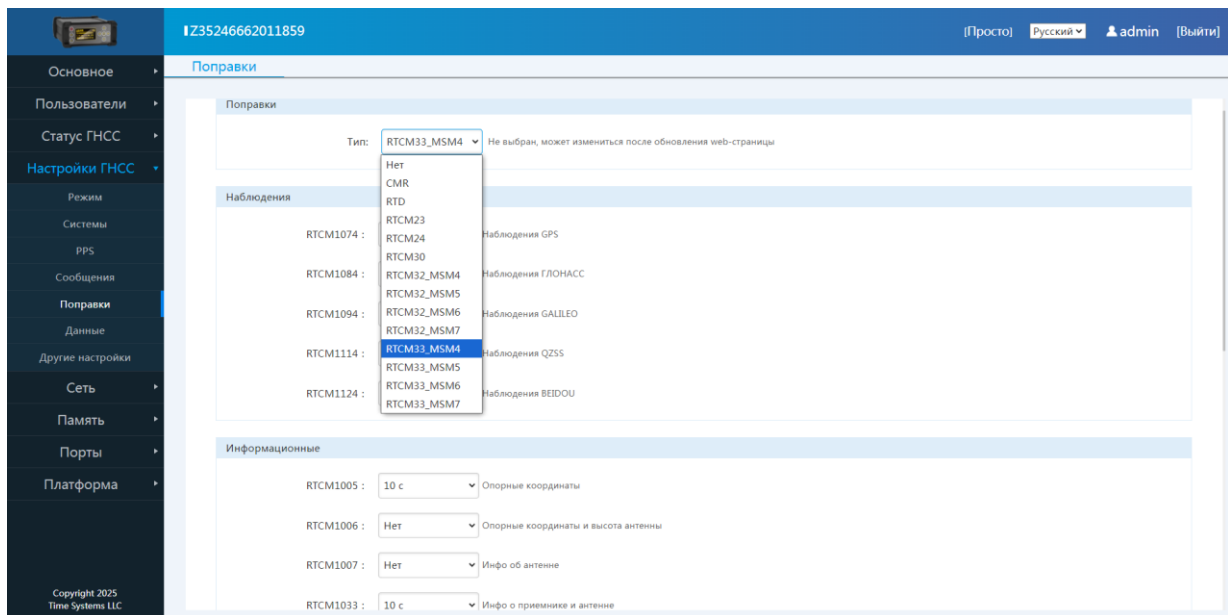 IZ35246662011859
[Просто] Русский admin [Выйти]
Основное
Пользователи
Статус ГНСС
Настройки ГНСС
Режим
Системы
PPS
Сообщения
Поправки
Данные
Другие настройки
Сеть
Память
Порты
Платформа
Copyright 2025
Time Systems LLC
Поправки
Поправки
Тип: RTCM33_MSM4 Не выбран, может измениться после обновления web-страницы
Нет
CMR
RTD
RTCM23
RTCM24
RTCM30
RTCM32_MSM4
RTCM32_MSM5
RTCM32_MSM6
RTCM32_MSM7
RTCM33_MSM4
RTCM33_MSM5
RTCM33_MSM6
RTCM33_MSM7
Наблюдения
RTCM1074 : Наблюдения GPS
RTCM1084 : Наблюдения ГЛОНАСС
RTCM1094 : Наблюдения GALILEO
RTCM1114 : Наблюдения QZSS
RTCM1124 : Наблюдения BEIDOU
Информационные
RTCM1005 : 10 с Опорные координаты
RTCM1006 : Нет Опорные координаты и высота антенны
RTCM1007 : Нет Инфо об антенне
RTCM1033 : 10 с Инфо о приемнике и антенне